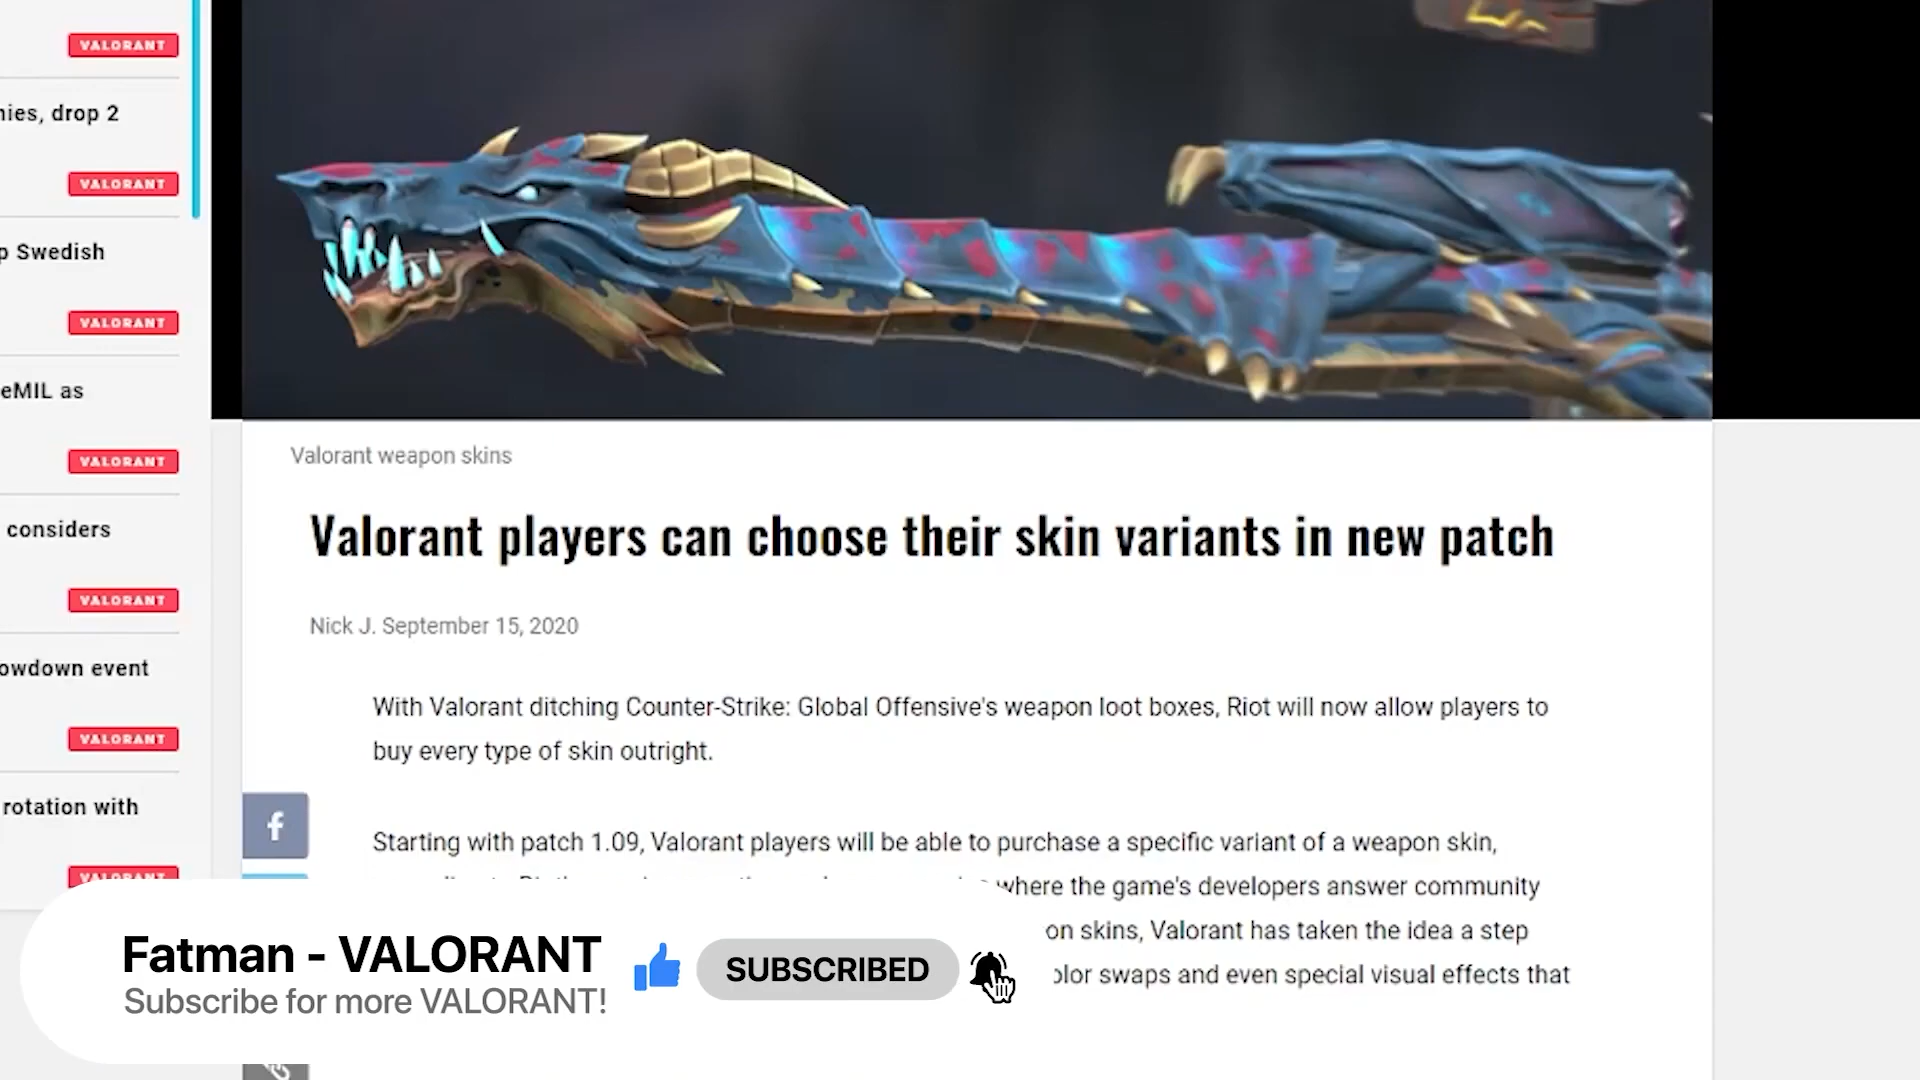 VALORANT
nies, drop 2
VALORANT
p Swedish
VALORANT
eMIL as
VALORANT
considers
VALORANT
owdown event
VALORANT
rotation with
VALORANT
Valorant weapon skins
Valorant players can choose their skin variants in new patch
Nick J. September 15, 2020
With Valorant ditching Counter-Strike: Global Offensive's weapon loot boxes, Riot will now allow players to
buy every type of skin outright.
f
Starting with patch 1.09, Valorant players will be able to purchase a specific variant of a weapon skin,
where the game's developers answer community
on skins, Valorant has taken the idea a step
olor swaps and even special visual effects that
Fatman - VALORANT
Subscribe for more VALORANT!
SUBSCRIBED